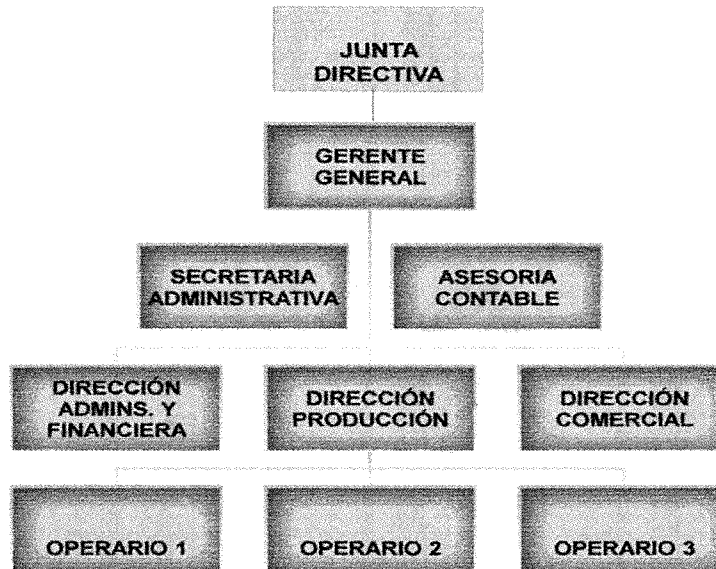 JUNTA
DIRECTIVA
GERENTE
GENERAL
SECRETARIA
ADMINISTRATIVA
ASESORIA
CONTABLE
DIRECCIÓN
ADMINS. Y
FINANCIERA
DIRECCIÓN
PRODUCCIÓN
DIRECCIÓN
COMERCIAL
OPERARIO 1
OPERARIO 2
OPERARIO 3